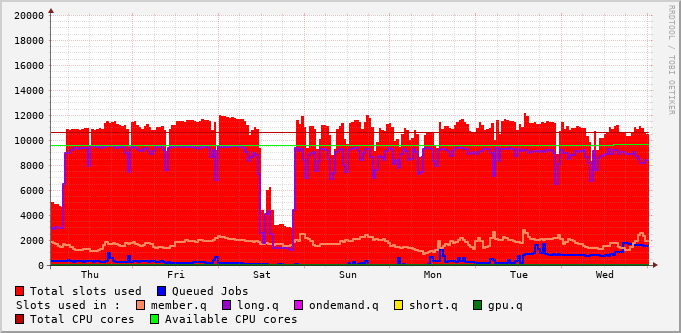 20000
18000
16000
14000
12000
10000
8000
6000
4000
2000
0
Thu Fri Sat Sun Mon Tue Wed
Total slots used Queued Jobs
Slots used in : member.q long.q ondemand.q short.q gpu.q
Total CPU cores Available CPU cores
RRDTOOL / TOBI OETIKER